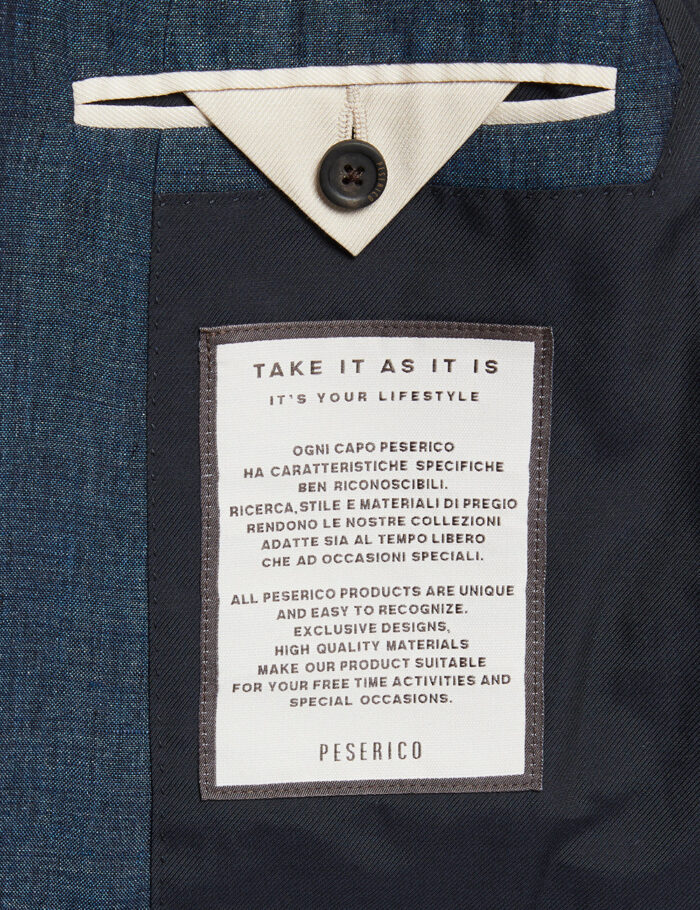 PESERICO
TAKE IT AS IT IS
IT'S YOUR LIFESTYLE
OGNI CAPO PESERICO
HA CARATTERISTICHE SPECIFICHE
BEN RICONOSCIBILI.
RICERCA, STILE E MATERIALI DI PREGIO
RENDONO LE NOSTRE COLLEZIONI
ADATTE SIA AL TEMPO LIBERO
CHE AD OCCASIONI SPECIALI.
ALL PESERICO PRODUCTS ARE UNIQUE
AND EASY TO RECOGNIZE.
EXCLUSIVE DESIGNS,
HIGH QUALITY MATERIALS
MAKE OUR PRODUCT SUITABLE
FOR YOUR FREE TIME ACTIVITIES AND
SPECIAL OCCASIONS.
PESERICO